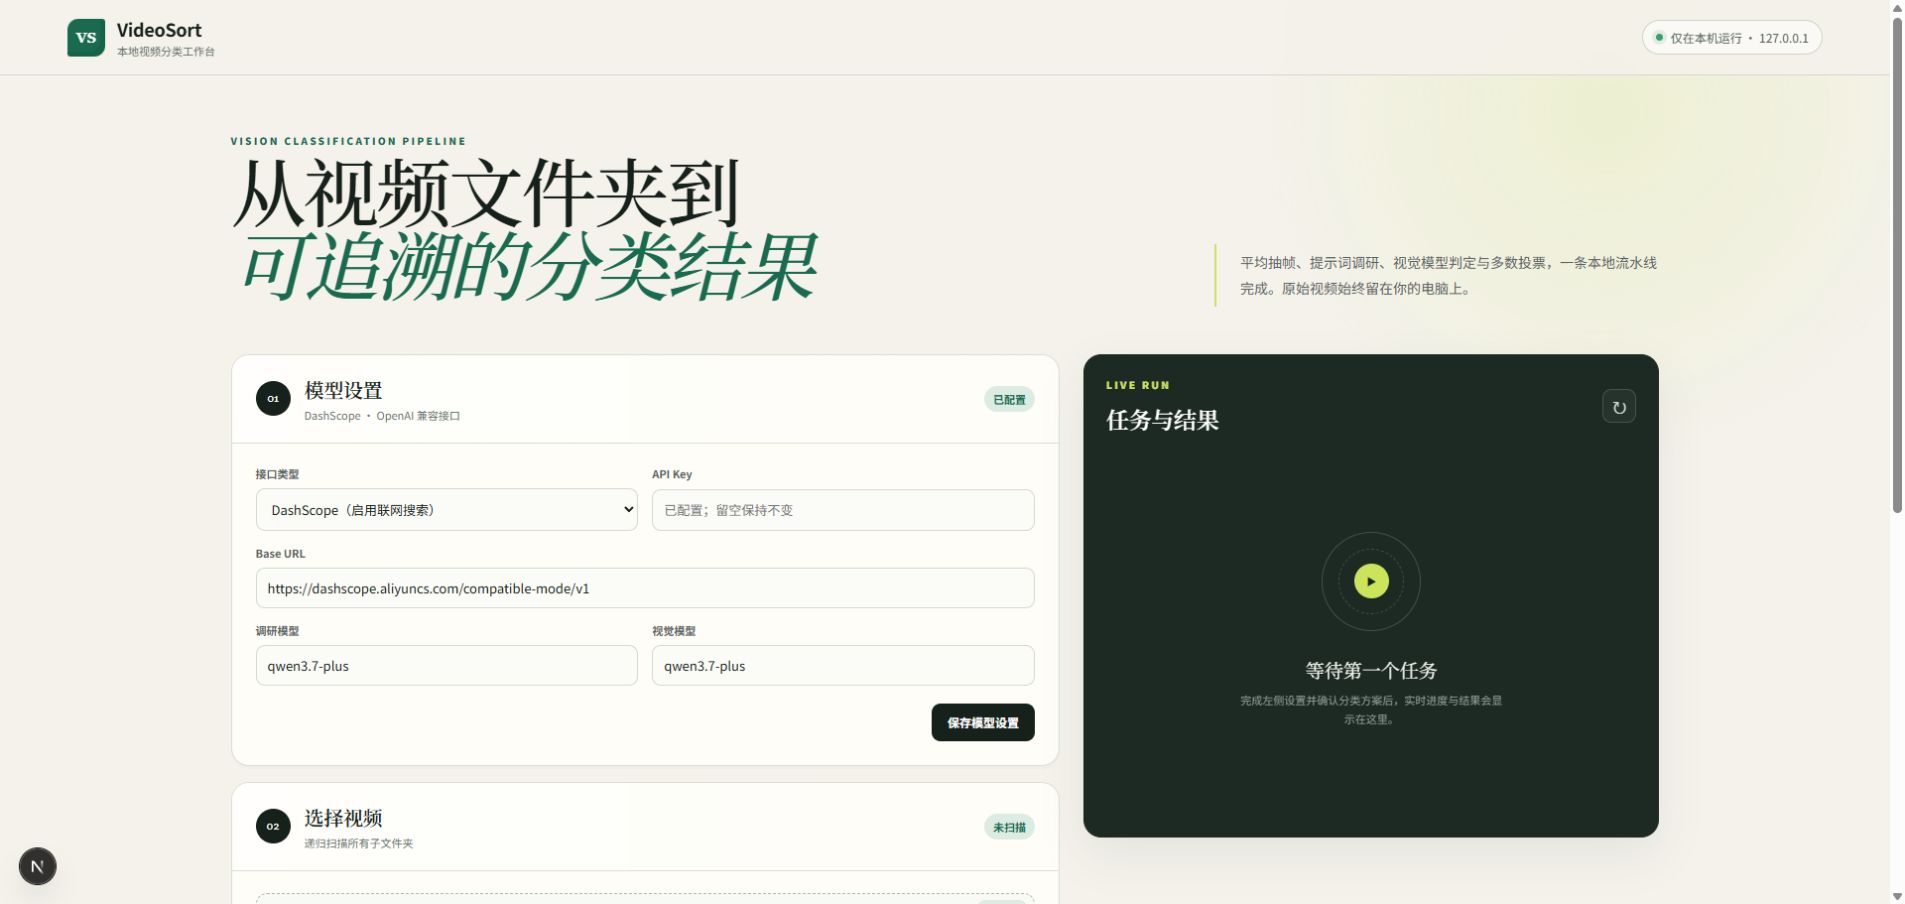 VS
VideoSort
本地视频分类工作台
仅在本机运行 · 127.0.0.1
VISION CLASSIFICATION PIPELINE
从视频文件夹到
可追溯的分类结果
平均抽帧、提示词调研、视觉模型判定与多数投票，一条本地流水线
完成。原始视频始终留在你的电脑上。
01
模型设置
DashScope · OpenAI 兼容接口
已配置
接口类型
API Key
DashScope（启用联网搜索）
已配置；留空保持不变
Base URL
https://dashscope.aliyuncs.com/compatible-mode/v1
调研模型
视觉模型
qwen3.7-plus
qwen3.7-plus
保存模型设置
02
选择视频
递归扫描所有子文件夹
未扫描
LIVE RUN
任务与结果
等待第一个任务
完成左侧设置并确认分类方案后，实时进度与结果会显
示在这里。
N